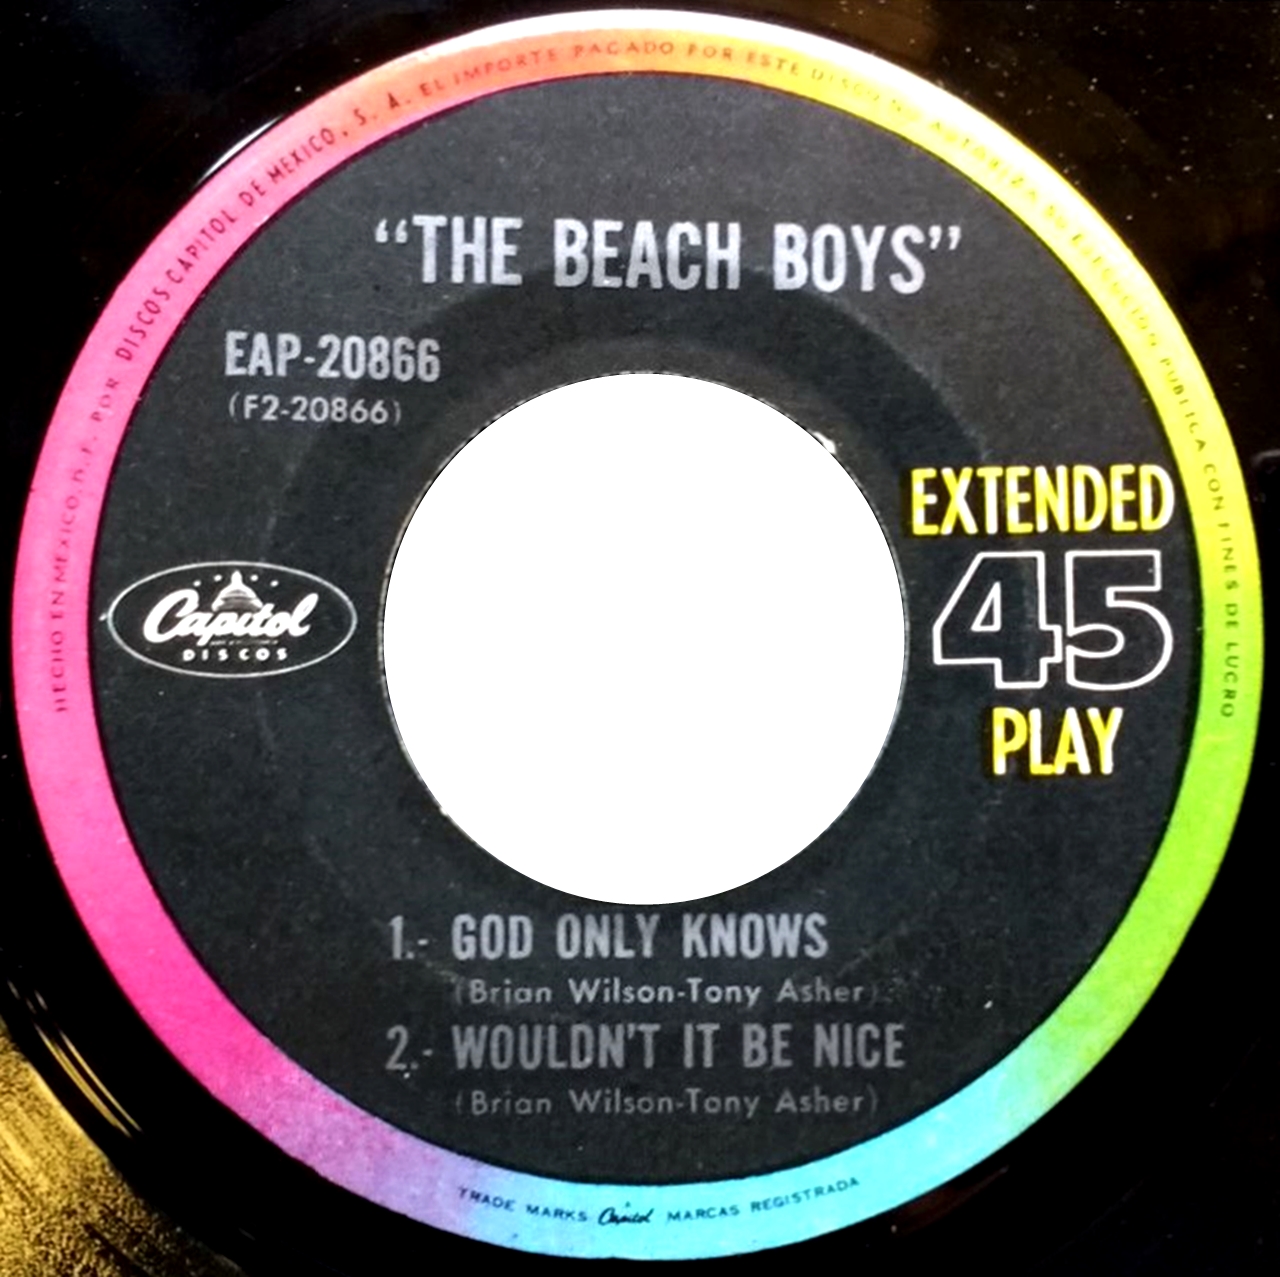 HECHO EN MEXICO, D. F. POR DISCOS CAPITOL DE MEXICO, S. A. EL IMPORTE PAGADO POR ESTE DISCO NO AUTORIZA SU EJECUCION PUBLICA CON FINES DE LUCRO
“THE BEACH BOYS”
EAP-20866
(F2-20866)
EXTENDED
45
PLAY
Capitol
DISCOS
1.- GOD ONLY KNOWS
(Brian Wilson-Tony Asher)
2.- WOULDN'T IT BE NICE
(Brian Wilson-Tony Asher)
TRADE MARKS Capitol MARCAS REGISTRADA